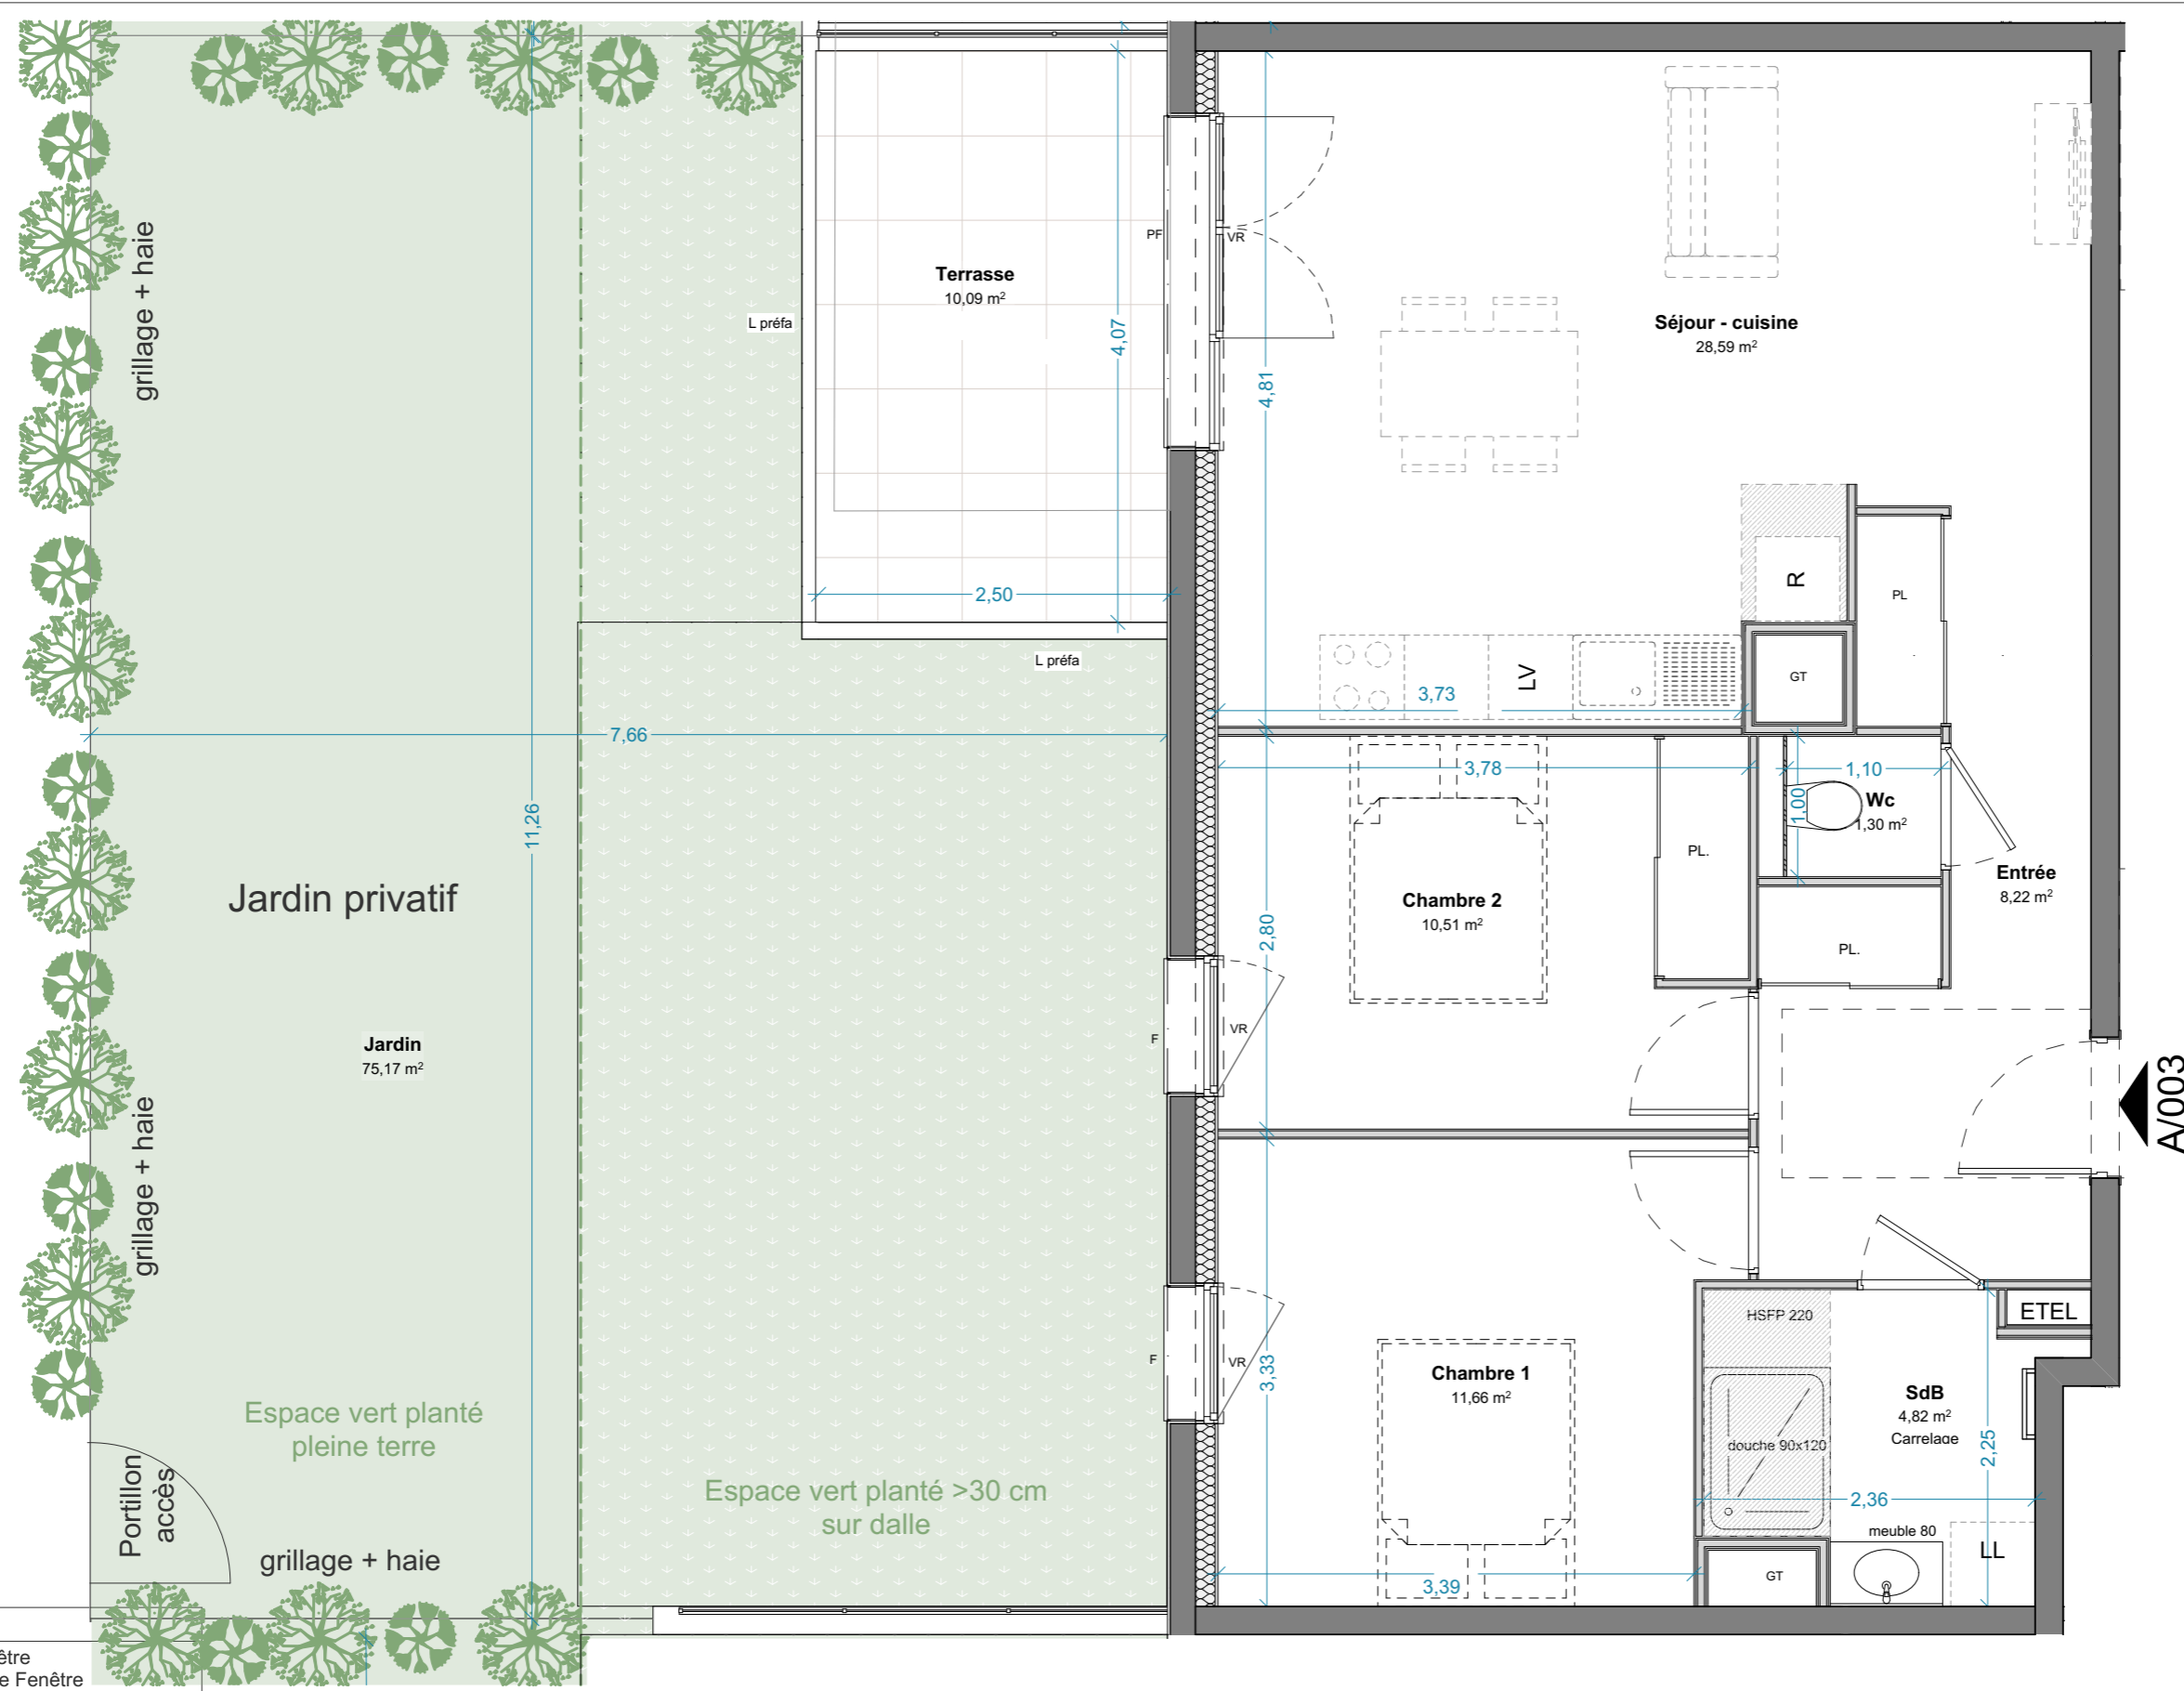 grillage + haie
Terrasse
10,09 m²
L préfa
4,07
2,50
L préfa
PF
VR
4,81
Séjour - cuisine
28,59 m²
R
PL
GT
LV
3,73
7,66
11,26
3,78
1,10
1,00
Wc
1,30 m²
PL.
Entrée
8,22 m²
Jardin privatif
Chambre 2
10,51 m²
2,80
PL.
Jardin
75,17 m²
F
VR
A/003
grillage + haie
HSFP 220
ETEL
F
VR
3,33
Chambre 1
11,66 m²
SdB
4,82 m²
Carrelage
douche 90x120
2,25
2,36
Espace vert planté
pleine terre
Portillon
accès
Espace vert planté >30 cm
sur dalle
meuble 80
LL
grillage + haie
3,39
GT
être
e Fenêtre